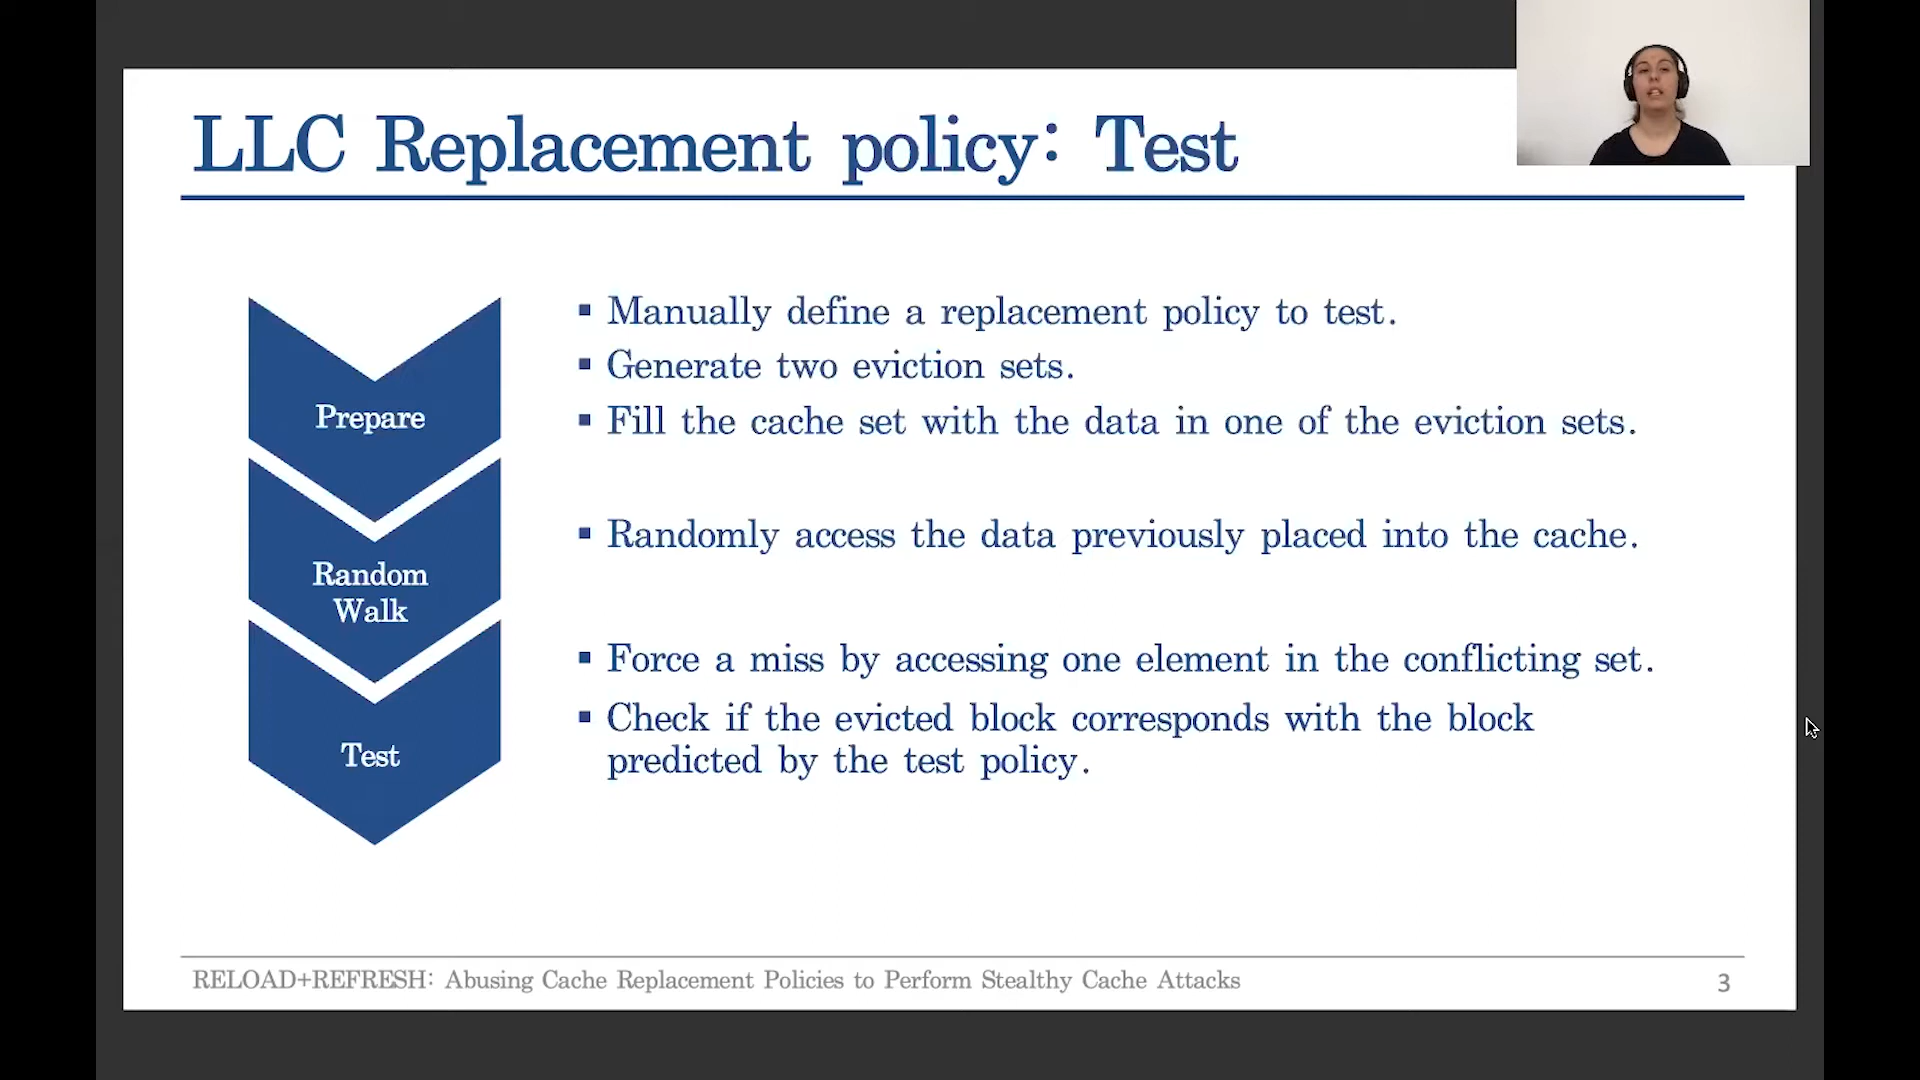 LLC Replacement policy: Test
Prepare
▪ Manually define a replacement policy to test.
▪ Generate two eviction sets.
▪ Fill the cache set with the data in one of the eviction sets.
Random
Walk
▪ Randomly access the data previously placed into the cache.
Test
▪ Force a miss by accessing one element in the conflicting set.
▪ Check if the evicted block corresponds with the block
predicted by the test policy.
RELOAD+REFRESH: Abusing Cache Replacement Policies to Perform Stealthy Cache Attacks
3